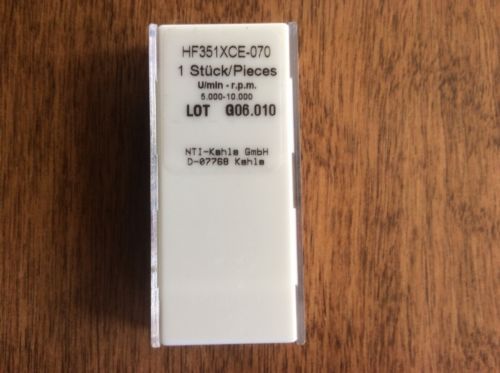 HF351XCE-070
1 Stück/Pieces
U/min - r.p.m.
5.000-10.000
LOT G06.010
NTI-Kahla GmbH
D-07768 Kahla